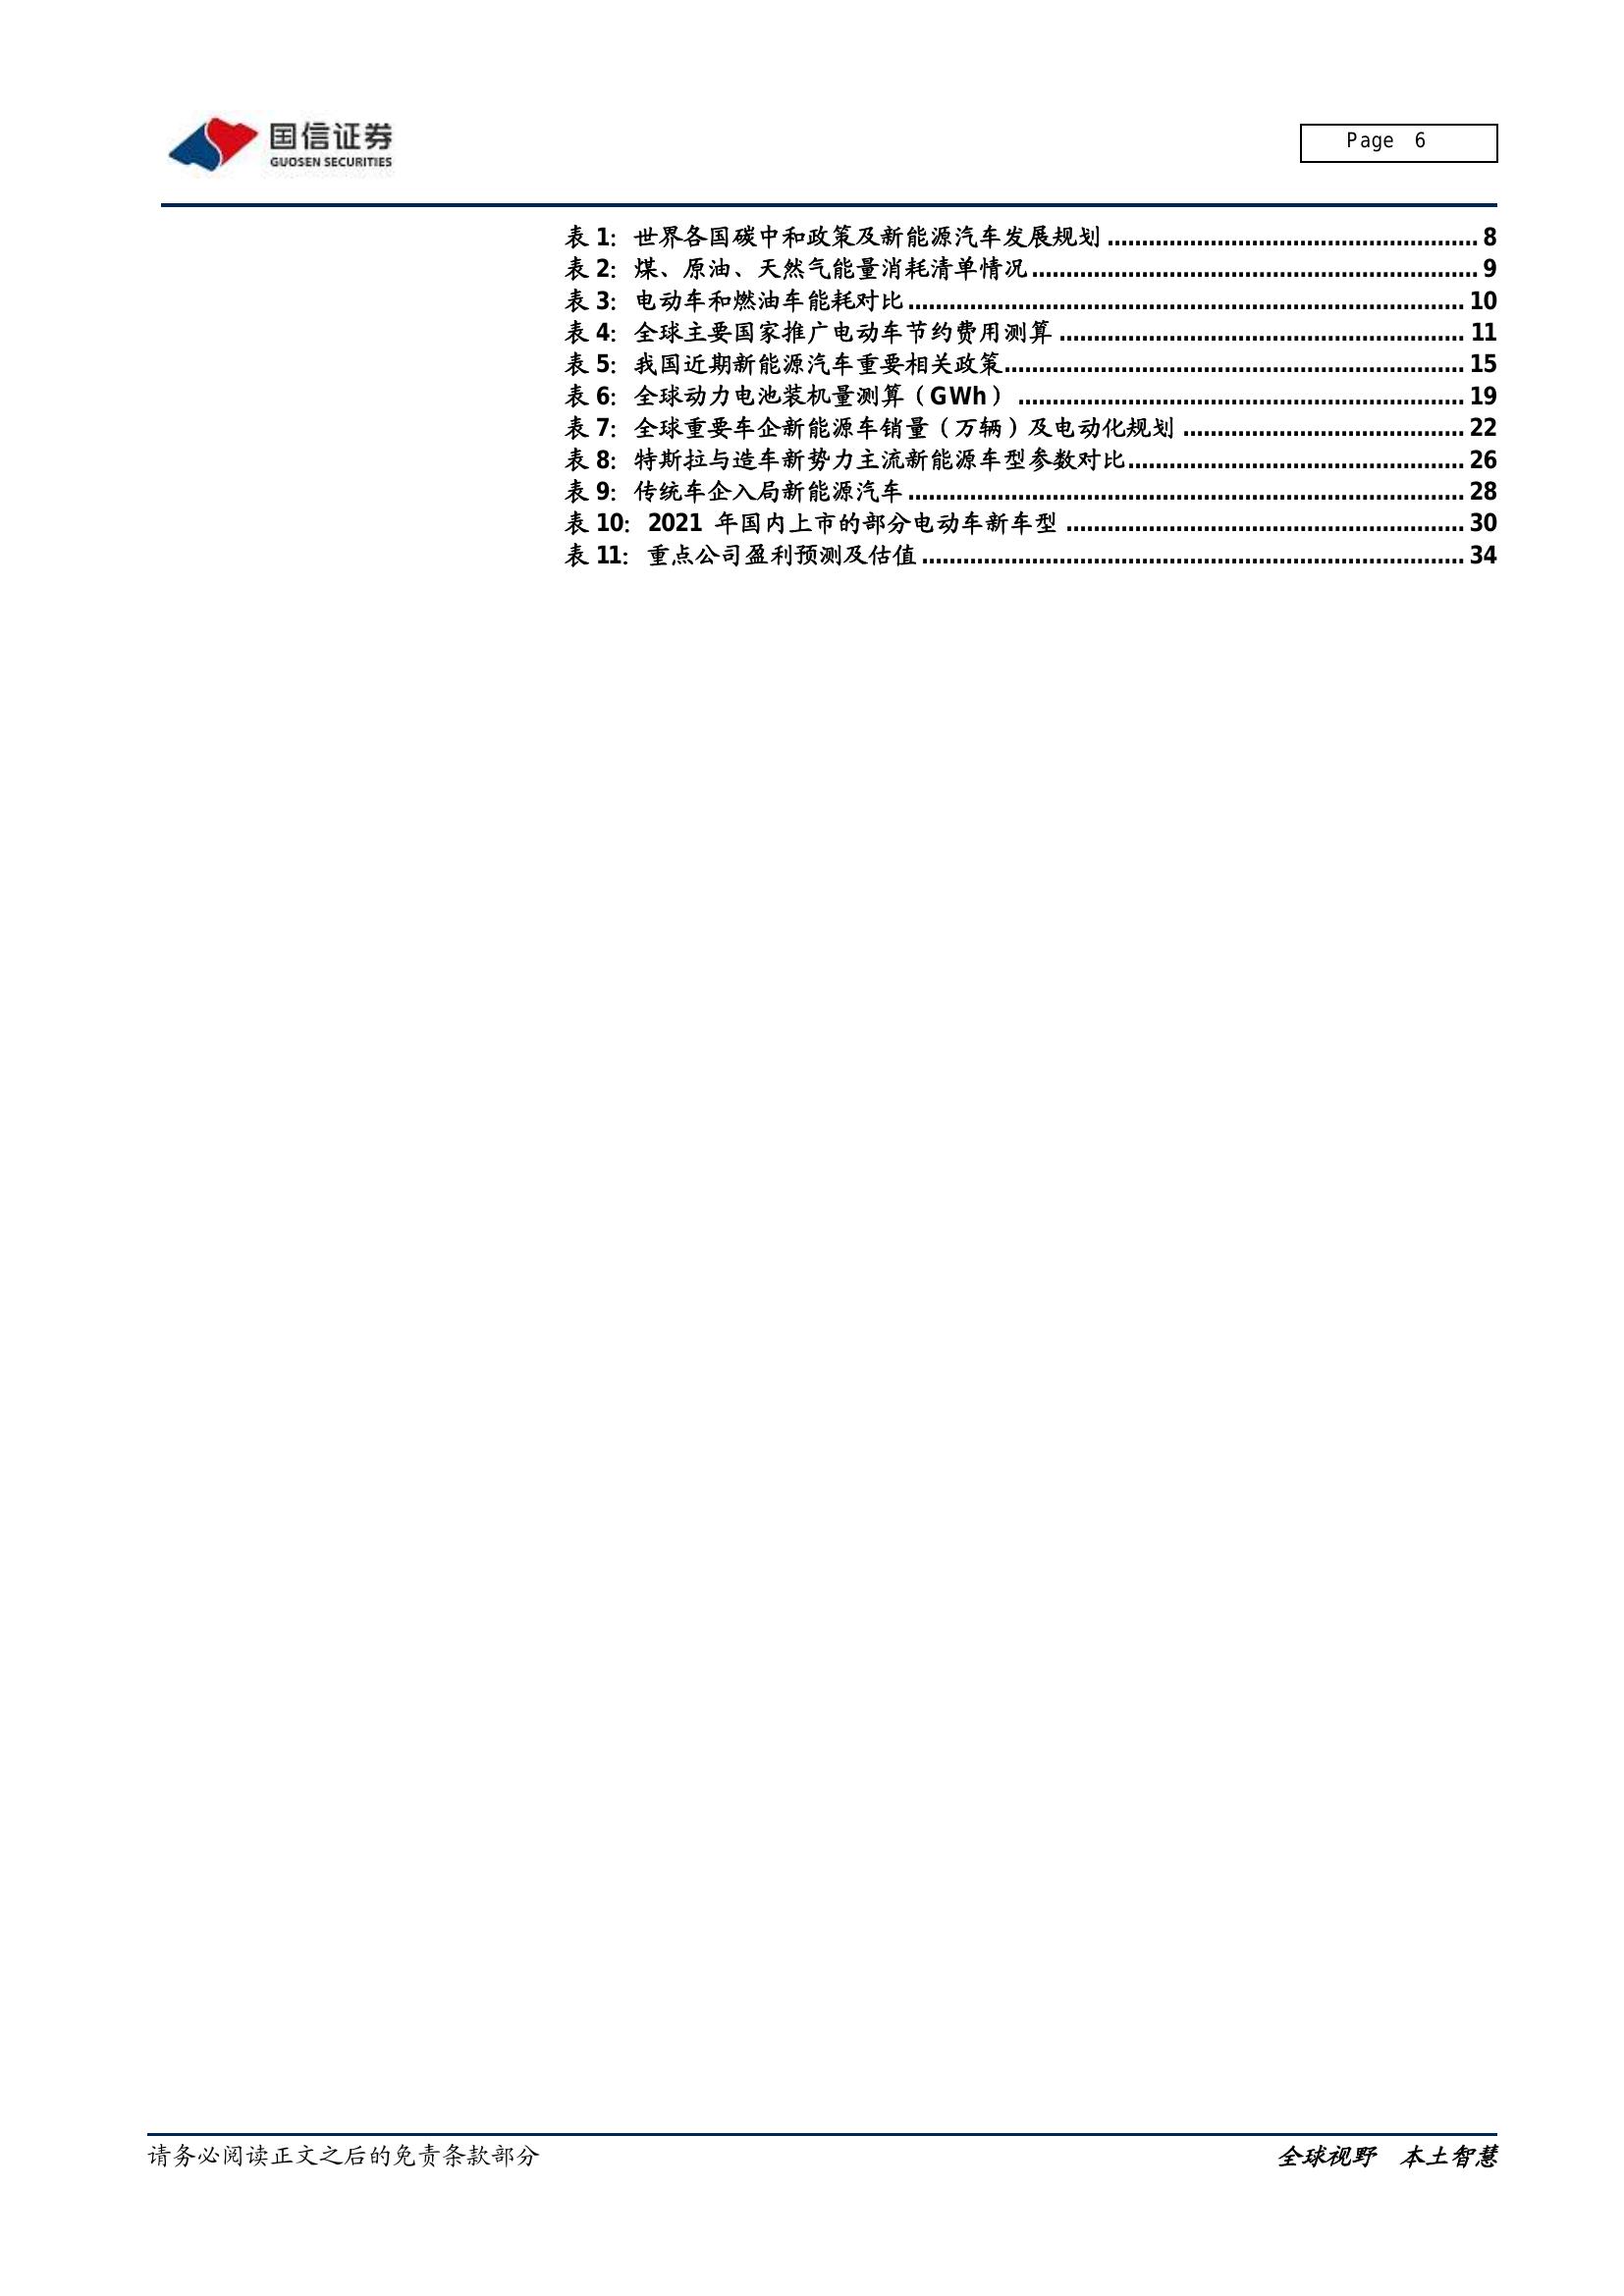 国信证券
GUOSEN SECURITIES
Page 6
表 1: 世界各国碳中和政策及新能源汽车发展规划 ........ 8
表 2: 煤、原油、天然气能量消耗清单情况 ........ 9
表 3: 电动车和燃油车能耗对比 ........ 10
表 4: 全球主要国家推广电动车节约费用测算 ........ 11
表 5: 我国近期新能源汽车重要相关政策 ........ 15
表 6: 全球动力电池装机量测算（GWh） ........ 19
表 7: 全球重要车企新能源车销量（万辆）及电动化规划 ........ 22
表 8: 特斯拉与造车新势力主流新能源车型参数对比 ........ 26
表 9: 传统车企入局新能源汽车 ........ 28
表 10: 2021 年国内上市的部分电动车新车型 ........ 30
表 11: 重点公司盈利预测及估值 ........ 34
请务必阅读正文之后的免责条款部分
全球视野 本土智慧